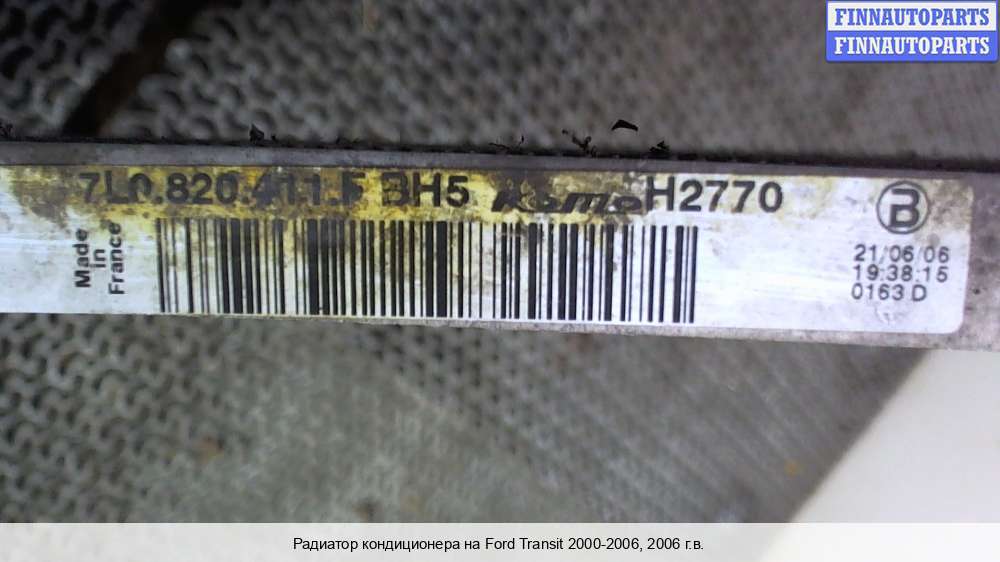 FINNAUTOPARTS
FINNAUTOPARTS
7L0.820.411.F BH5 H2770
B
Made in France
21/06/06
19:38:15
0163 D
Радиатор кондиционера на Ford Transit 2000-2006, 2006 г.в.